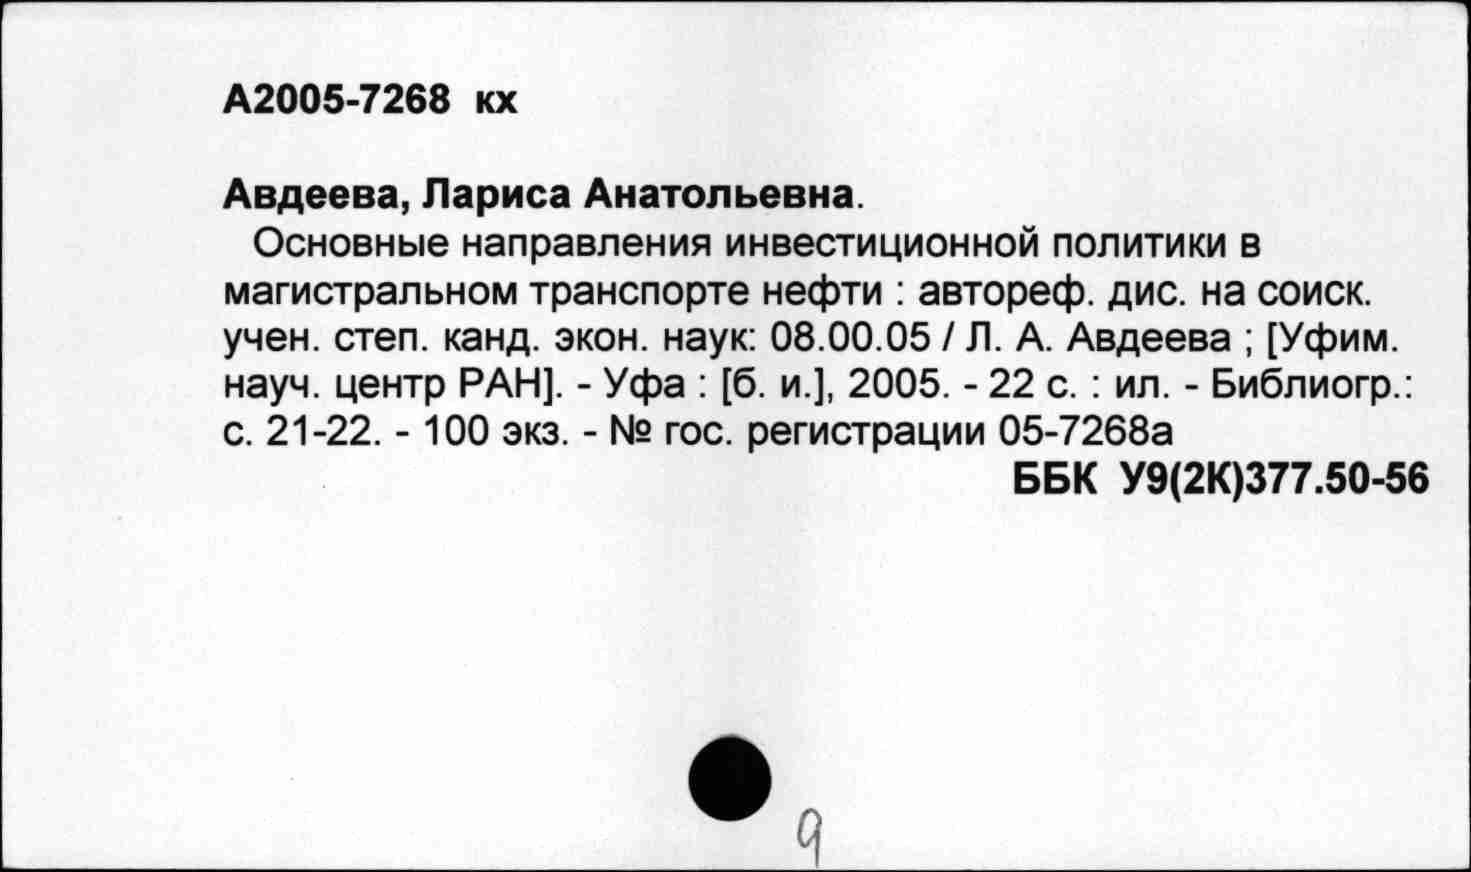 А2005-7268 кх
Авдеева, Лариса Анатольевна.
Основные направления инвестиционной политики в
магистральном транспорте нефти : автореф. дис. на соиск.
учен. степ. канд. экон. наук: 08.00.05 / Л. А. Авдеева ; [Уфим.
науч. центр РАН]. - Уфа : [б. и.], 2005. - 22 с. : ил. - Библиогр.:
с. 21-22. - 100 экз. - № гос. регистрации 05-7268а
ББК У9(2К)377.50-56
9